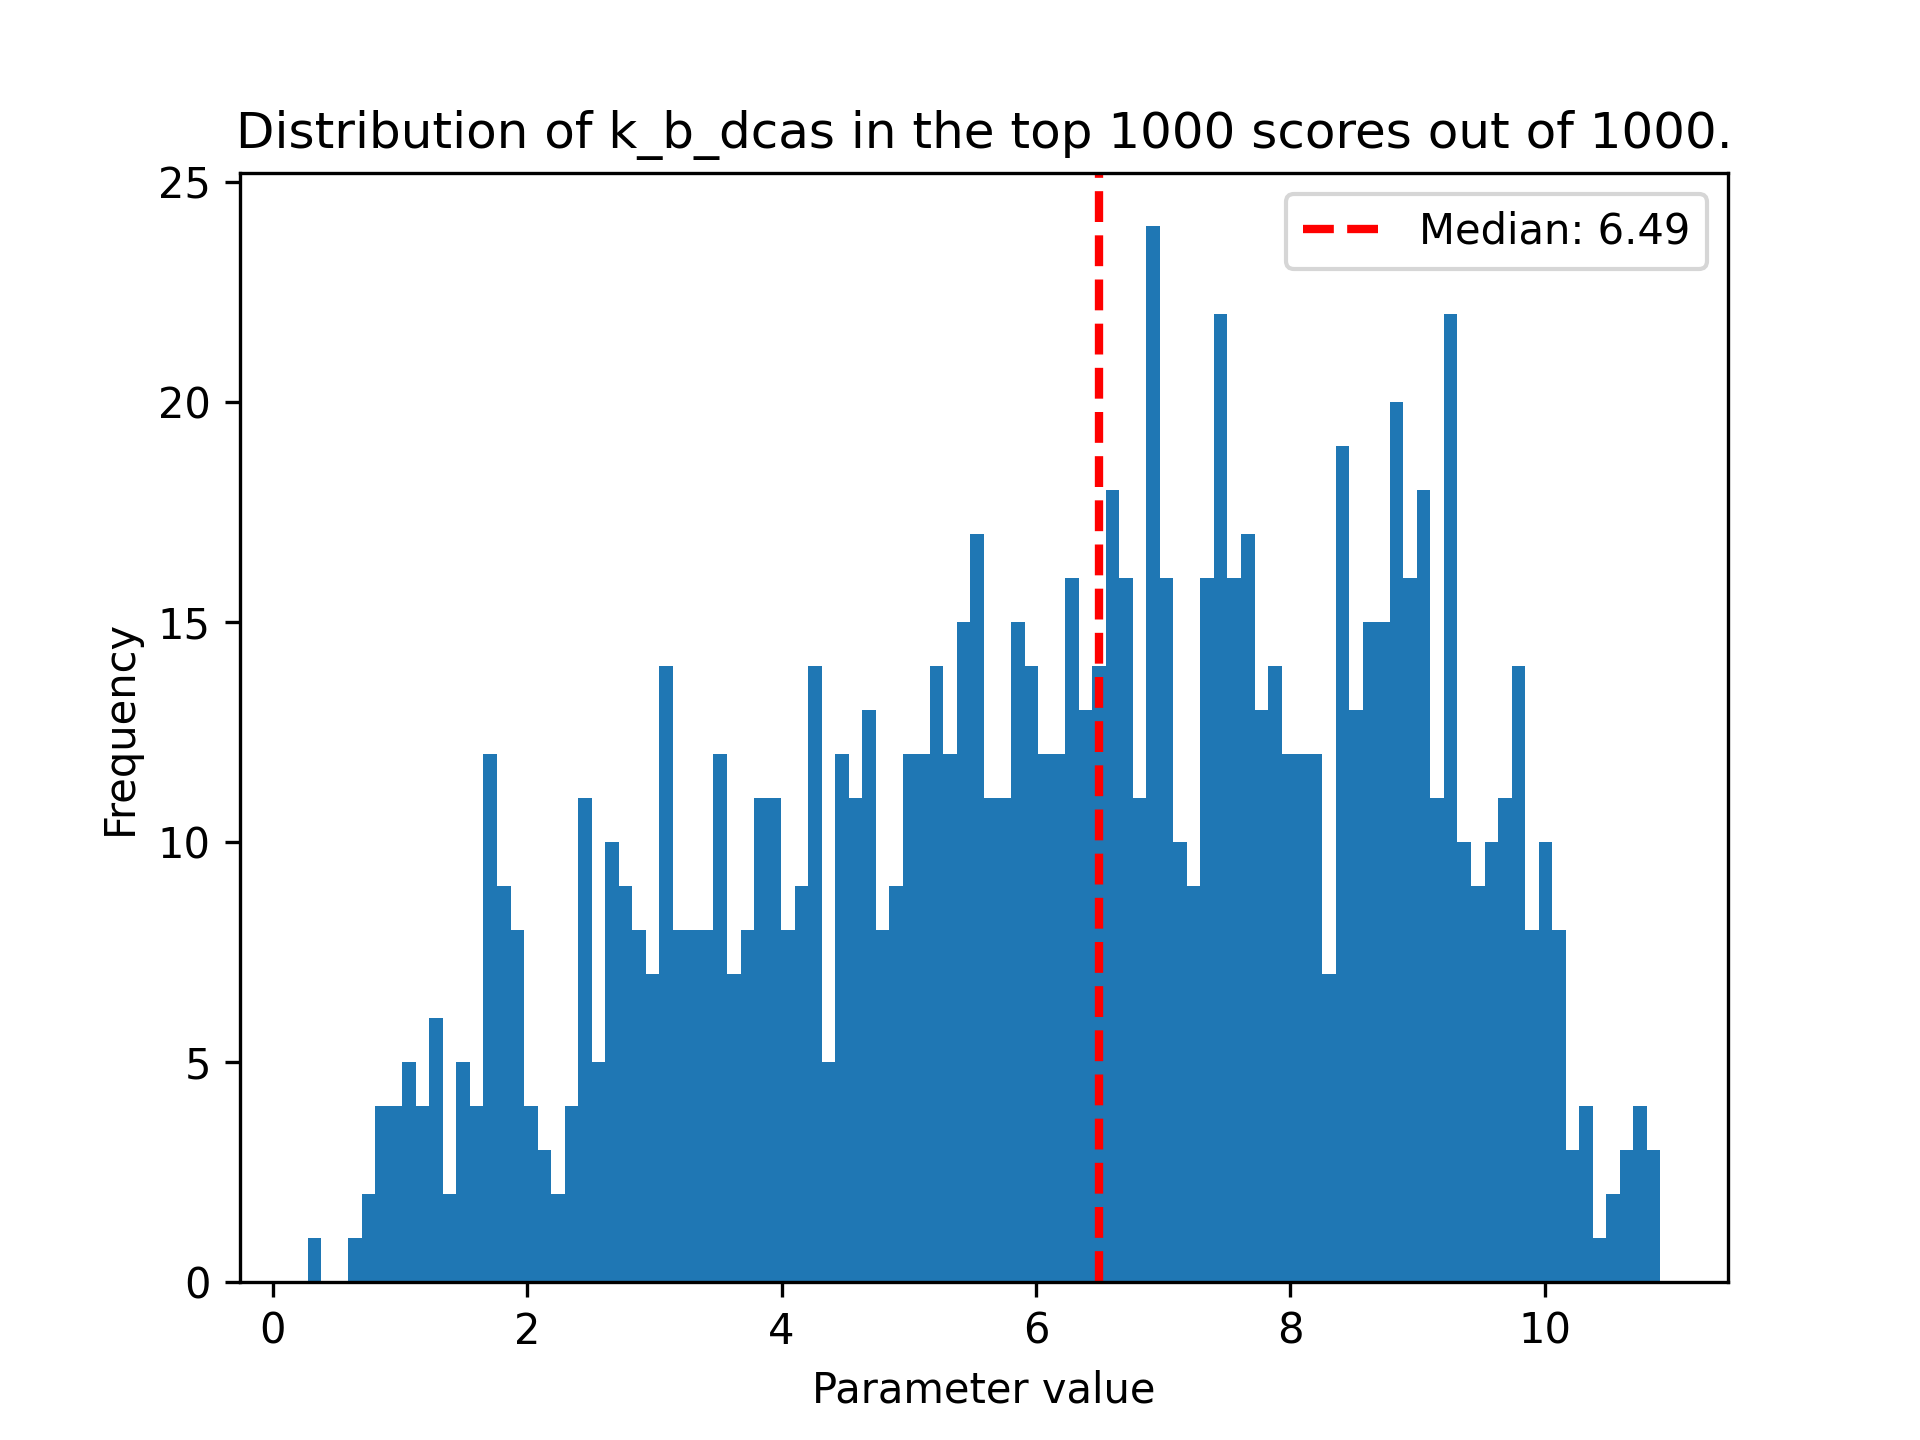 Distribution of k_b_dcas in the top 1000 scores out of 1000.
Median: 6.49
Frequency
25
20
15
10
5
0
0 2 4 6 8 10
Parameter value